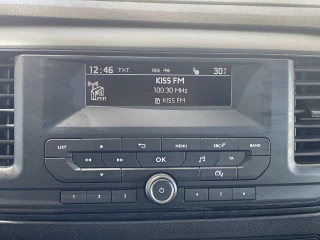 12:46 TXT 30
KISS FM
100.30 MHz
KISS FM
FM1
LIST MENU SRC BAND
OK TA
1 2 3 4 5 6